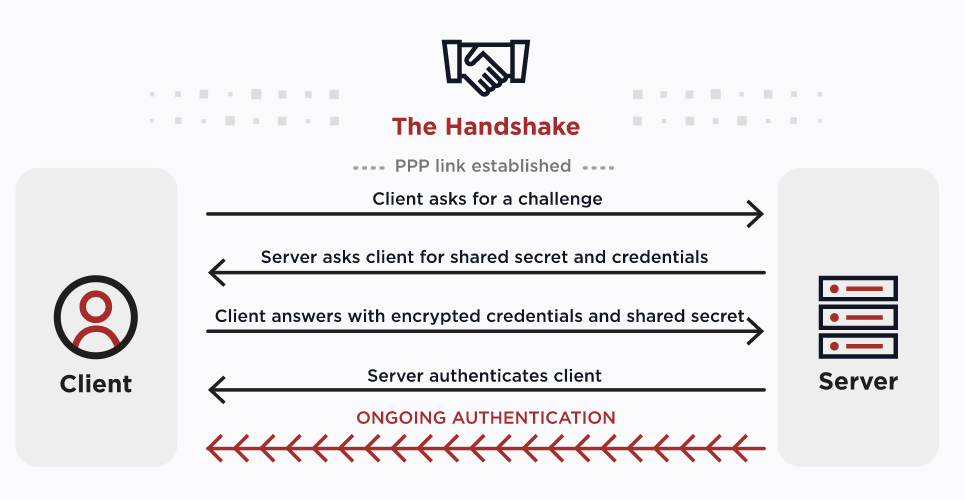 The Handshake
PPP link established
Client asks for a challenge
Server asks client for shared secret and credentials
Client answers with encrypted credentials and shared secret
Server authenticates client
ONGOING AUTHENTICATION
Client
Server